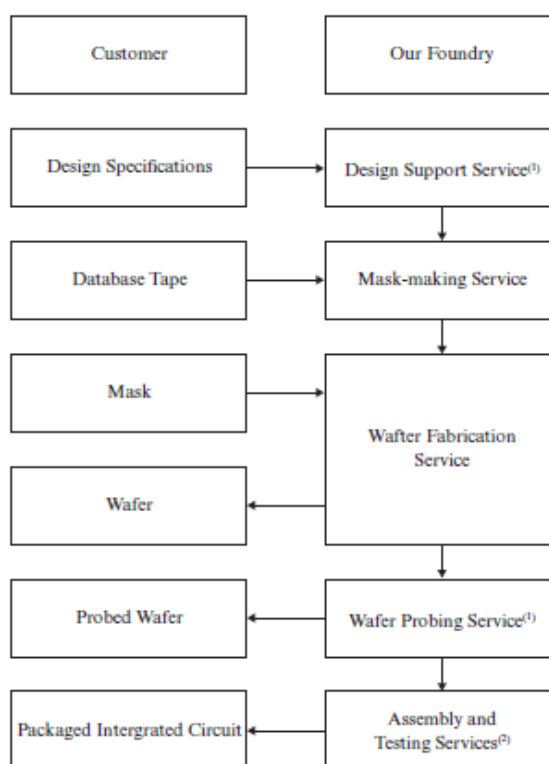 Customer
Our Foundry
Design Specifications
Design Support Service⁽¹⁾
Database Tape
Mask-making Service
Mask
Wafter Fabrication
Service
Wafer
Probed Wafer
Wafer Probing Service⁽¹⁾
Packaged Intergrated Circuit
Assembly and
Testing Services⁽²⁾